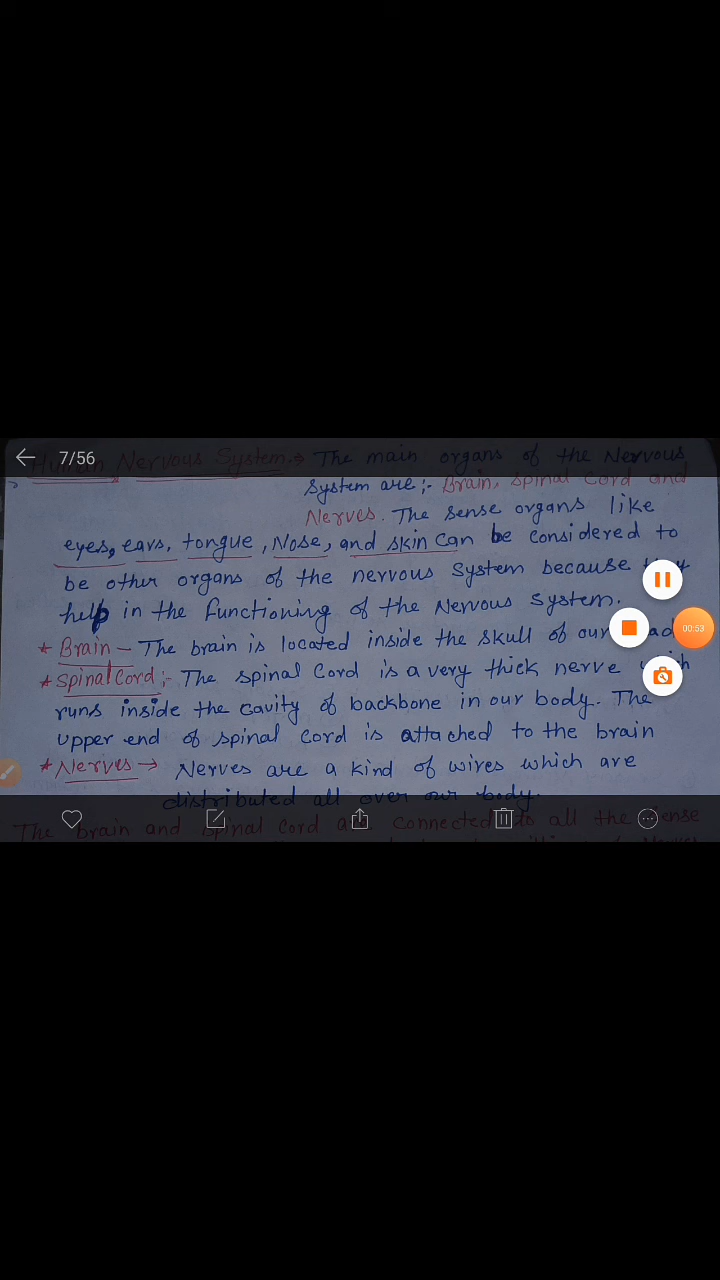 7/56
Human Nervous System → The main organs of the Nervous
System are ;- Brain, Spinal Cord and
Nerves. The sense organs like
eyes, ears, tongue, Nose, and skin can be considered to
be other organs of the nervous system because
help in the functioning of the Nervous System.
* Brain – The brain is located inside the skull of our
* Spinal Cord ;- The spinal Cord is a very thick nerve
runs inside the cavity of backbone in our body. The
upper end of spinal cord is attached to the brain
* Nerves → Nerves are a kind of wires which are
distributed all over our body.
The brain and spinal cord are connected to all the sense
00:53